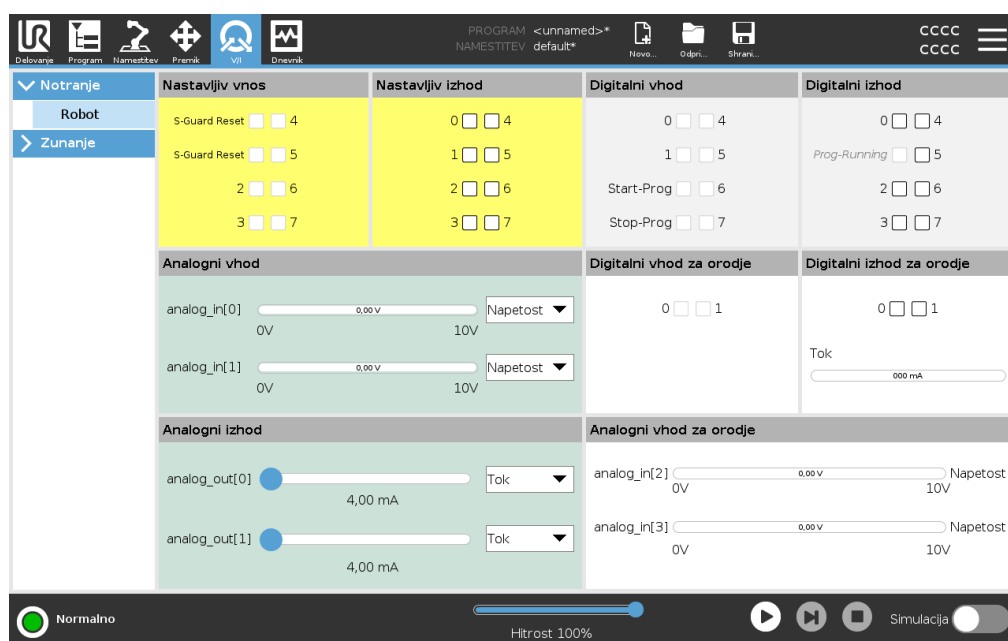 PROGRAM <unnamed>*
NAMESTITEV default*
CCCC
CCCC
Delovanje Program Namestitev Premik V/I Dnevnik Novo... Odpri... Shrani...
Notranje
Robot
Zunanje
Nastavljiv vnos Nastavljiv izhod Digitalni vhod Digitalni izhod
S-Guard Reset 4 0 4 0 4 0 4
S-Guard Reset 5 1 5 1 5 Prog-Running 5
2 6 2 6 Start-Prog 6 2 6
3 7 3 7 Stop-Prog 7 3 7
Analogni vhod Digitalni vhod za orodje Digitalni izhod za orodje
analog_in[0] 0,00 V Napetost 0 1 0 1
0V 10V
Tok
analog_in[1] 0,00 V Napetost 000 mA
0V 10V
Analogni izhod Analogni vhod za orodje
analog_out[0] Tok analog_in[2] 0,00 V Napetost
4,00 mA 0V 10V
analog_out[1] Tok analog_in[3] 0,00 V Napetost
4,00 mA 0V 10V
Normalno Hitrost 100% Simulacija